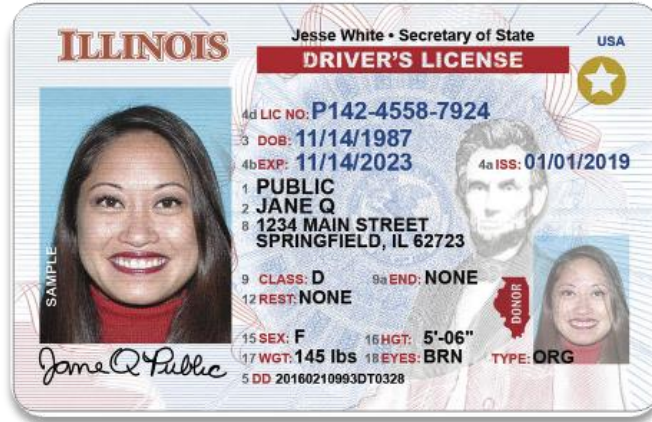 ILLINOIS
Jesse White • Secretary of State
USA
DRIVER'S LICENSE
4d LIC NO: P142-4558-7924
3 DOB: 11/14/1987
4b EXP: 11/14/2023 4a ISS: 01/01/2019
1 PUBLIC
2 JANE Q
8 1234 MAIN STREET
SPRINGFIELD, IL 62723
9 CLASS: D 9a END: NONE
12 REST: NONE
SAMPLE
DONOR
15 SEX: F 16 HGT: 5'-06"
17 WGT: 145 lbs 18 EYES: BRN TYPE: ORG
5 DD 20160210993DT0328
Jane Q Public